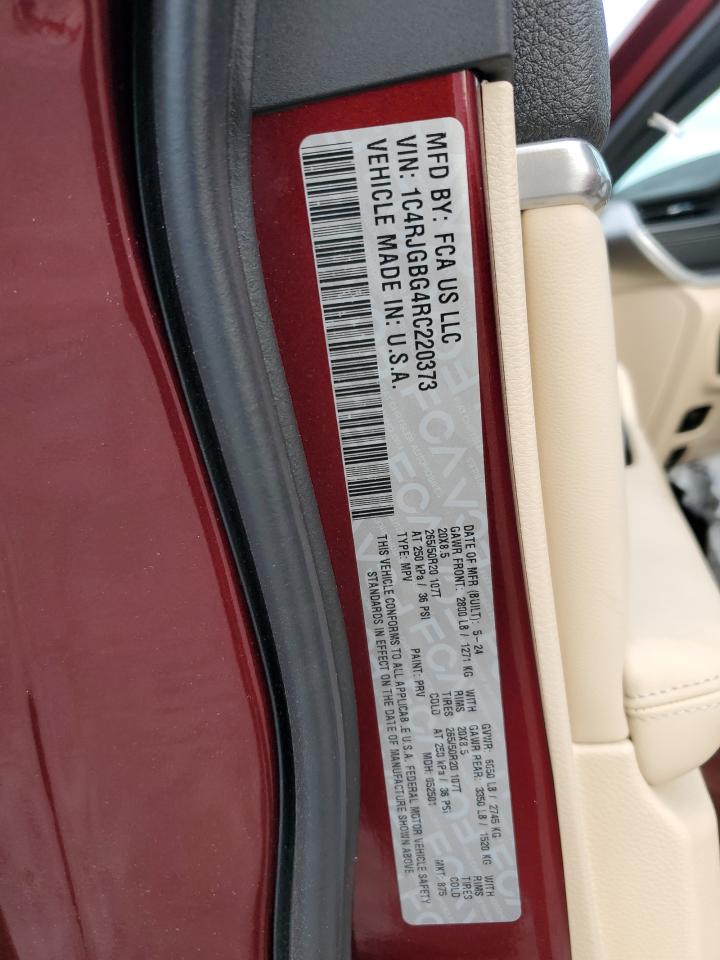 MFD BY: FCA US LLC
VIN: 1C4RJGBG4RC220373
VEHICLE MADE IN: U.S.A.
DATE OF MFR (BUILT): 5-24 GVWR: 6050 LB / 2745 KG
GAWR FRONT: 2800 LB / 1271 KG WITH GAWR REAR: 3350 LB / 1520 KG WITH
20X8.5 RIMS 20X8.5 RIMS
265/50R20 107T TIRES 265/50R20 107T TIRES
AT 250 kPa / 36 PSI COLD AT 250 kPa / 36 PSI COLD
TYPE: MPV PAINT: PRV MDH: MKT: 875
THIS VEHICLE CONFORMS TO ALL APPLICABLE U.S.A. FEDERAL MOTOR VEHICLE SAFETY
STANDARDS IN EFFECT ON THE DATE OF MANUFACTURE SHOWN ABOVE.
FCA